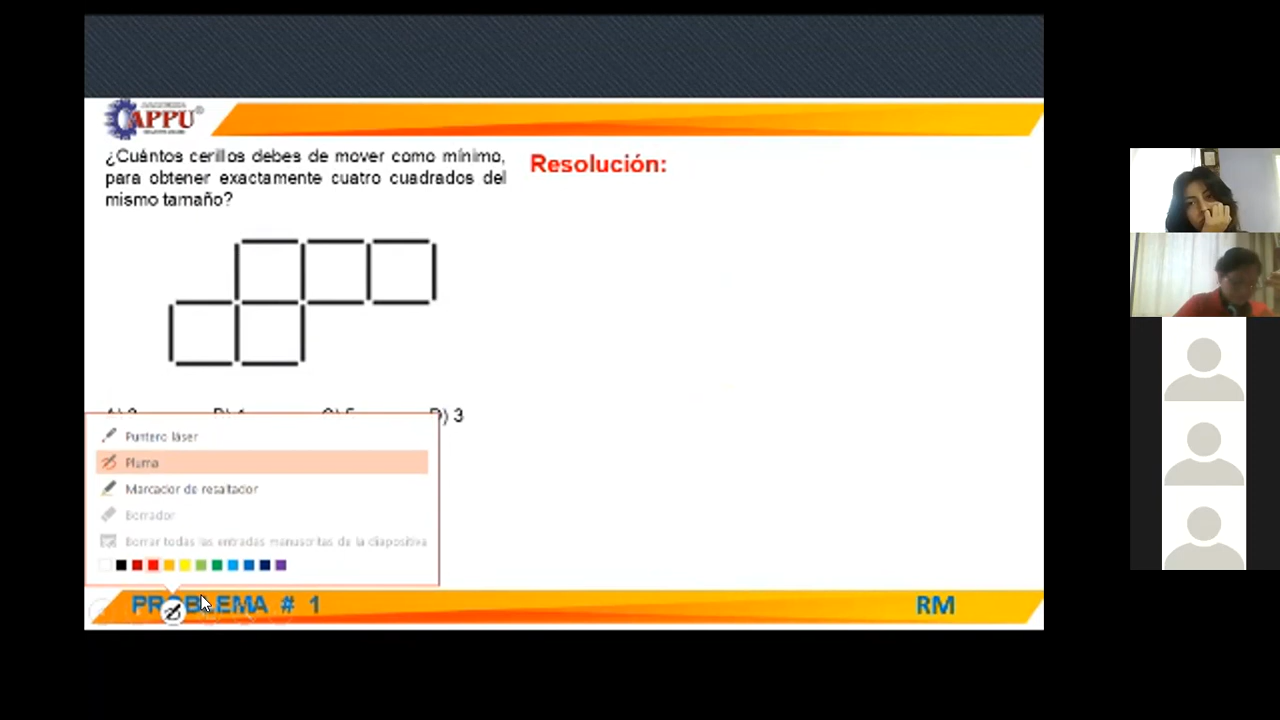 APPU
¿Cuántos cerillos debes de mover como mínimo,
para obtener exactamente cuatro cuadrados del
mismo tamaño?
Resolución:
D) 3
Puntero láser
Pluma
Marcador de resaltador
Borrador
Borrar todas las entradas manuscritas de la diapositiva
PROBLEMA # 1
RM